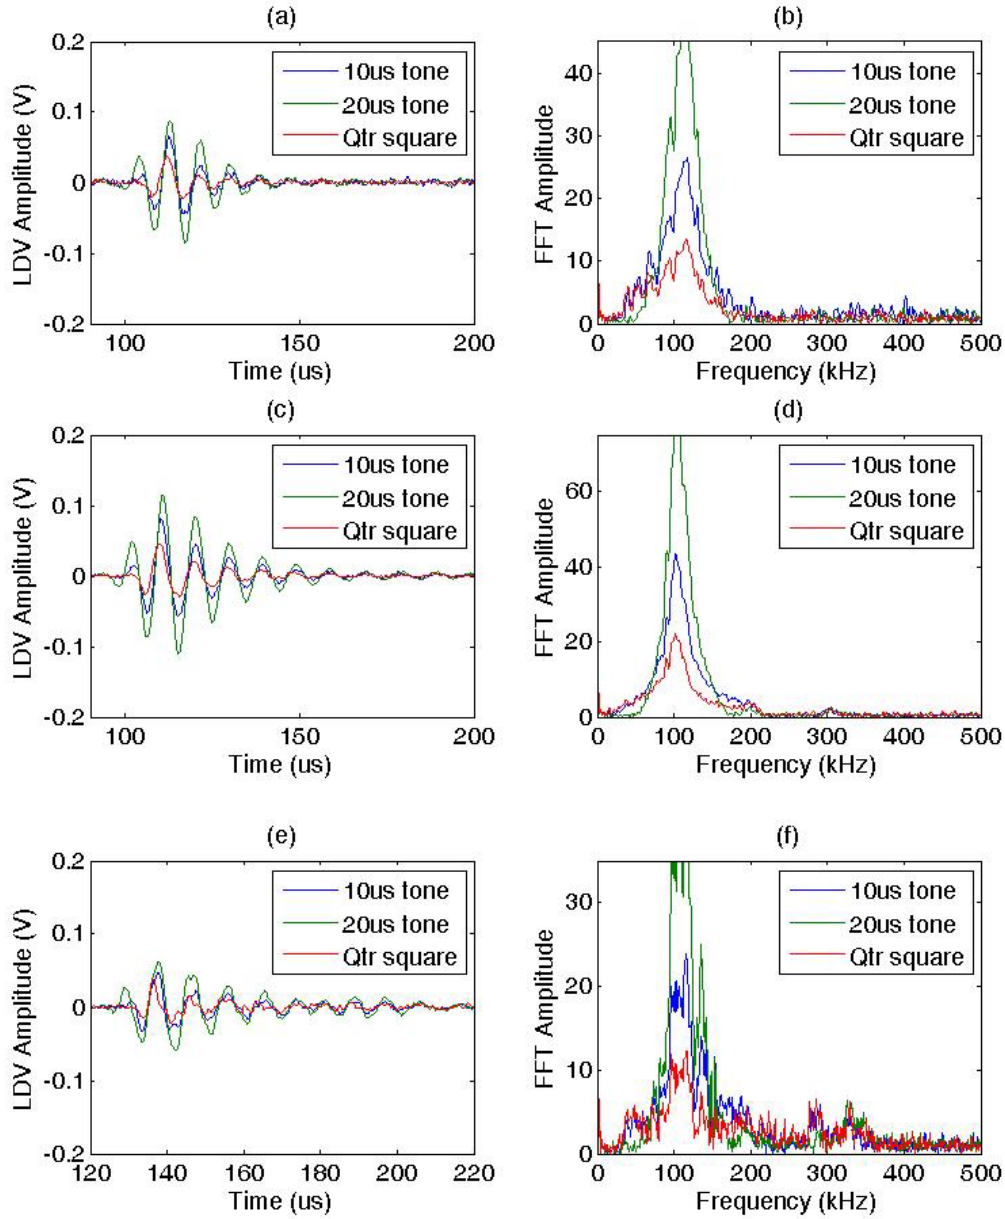 (a)
LDV Amplitude (V)
0.2
0.1
0
-0.1
-0.2
10us tone
20us tone
Qtr square
100
150
200
Time (us)
(b)
FFT Amplitude
40
30
20
10
0
10us tone
20us tone
Qtr square
0
100
200
300
400
500
Frequency (kHz)
(c)
LDV Amplitude (V)
0.2
0.1
0
-0.1
-0.2
10us tone
20us tone
Qtr square
100
150
200
Time (us)
(d)
FFT Amplitude
60
40
20
0
10us tone
20us tone
Qtr square
0
100
200
300
400
500
Frequency (kHz)
(e)
LDV Amplitude (V)
0.2
0.1
0
-0.1
-0.2
10us tone
20us tone
Qtr square
120
140
160
180
200
220
Time (us)
(f)
FFT Amplitude
30
20
10
0
10us tone
20us tone
Qtr square
0
100
200
300
400
500
Frequency (kHz)